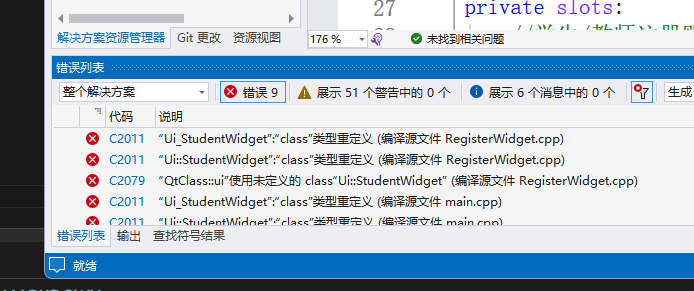 27
private slots:
解决方案资源管理器 Git 更改 资源视图
176 % 未找到相关问题
错误列表
整个解决方案 错误 9 展示 51 个警告中的 0 个 展示 6 个消息中的 0 个 生成
代码 说明
C2011 “Ui_StudentWidget”:“class”类型重定义 (编译源文件 RegisterWidget.cpp)
C2011 “Ui::StudentWidget”:“class”类型重定义 (编译源文件 RegisterWidget.cpp)
C2079 “QtClass::ui”使用未定义的 class“Ui::StudentWidget” (编译源文件 RegisterWidget.cpp)
C2011 “Ui_StudentWidget”:“class”类型重定义 (编译源文件 main.cpp)
C2011 “Ui::StudentWidget”:“class”类型重定义 (编译源文件 main.cpp)
错误列表 输出 查找符号结果
就绪